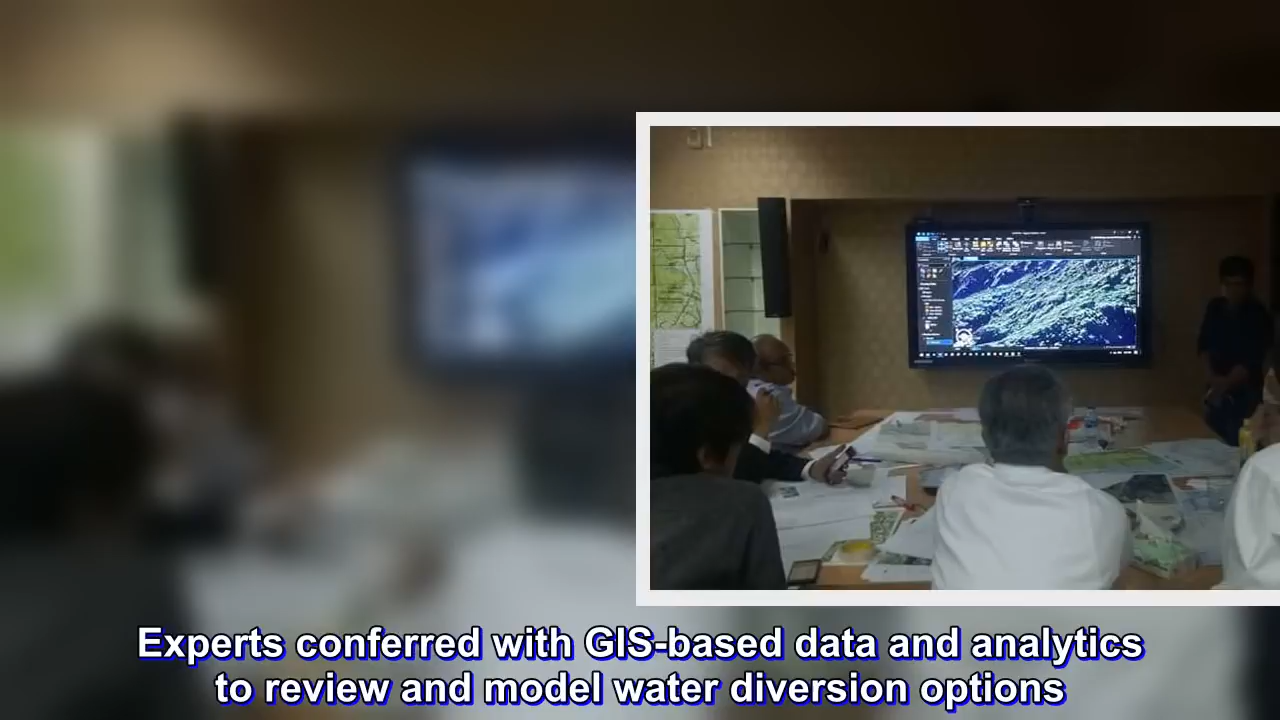 Experts conferred with GIS-based data and analytics
to review and model water diversion options